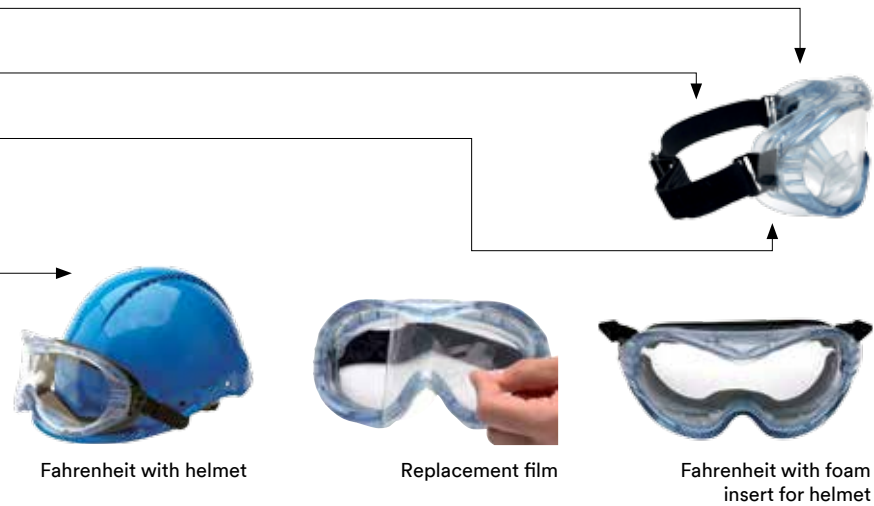 Fahrenheit with helmet
Replacement film
Fahrenheit with foam
insert for helmet